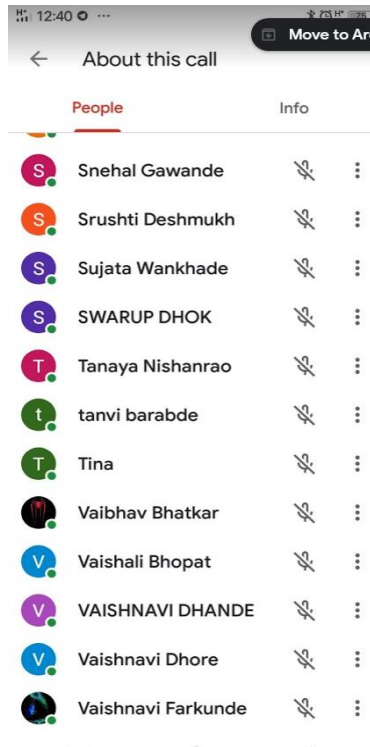 H+ 12:40 ... H+ 75
Move to Ar
About this call
People Info
S Snehal Gawande
S Srushti Deshmukh
S Sujata Wankhade
S SWARUP DHOK
T Tanaya Nishanrao
t tanvi barabde
T Tina
Vaibhav Bhatkar
V Vaishali Bhopat
V VAISHNAVI DHANDE
V Vaishnavi Dhore
Vaishnavi Farkunde